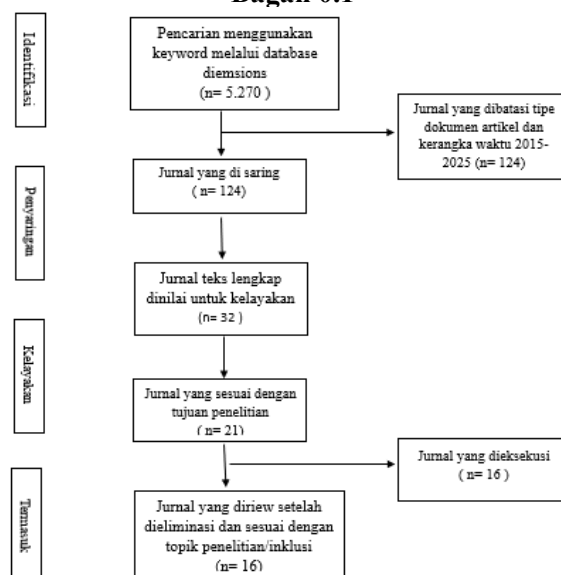 Bagan 6.1
Identifikasi
Pencarian menggunakan
keyword melalui database
diemsions
(n= 5.270 )
Jurnal yang dibatasi tipe
dokumen artikel dan
kerangka waktu 2015-
2025 (n= 124)
Penyaringan
Jurnal yang di saring
( n= 124)
Jurnal teks lengkap
dinilai untuk kelayakan
(n= 32 )
Kelayakan
Jurnal yang sesuai dengan
tujuan penelitian
( n= 21)
Jurnal yang dieksekusi
( n= 16 )
Termasuk
Jurnal yang diriew setelah
dieliminasi dan sesuai dengan
topik penelitian/inklusi
(n= 16)